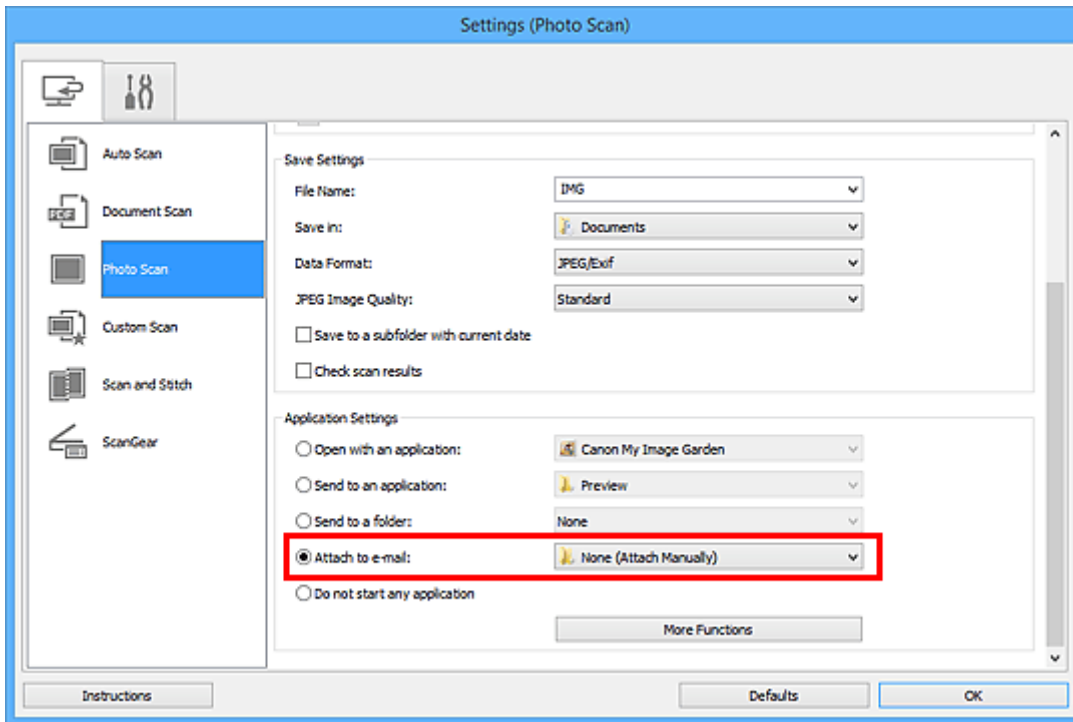 Settings (Photo Scan)
Auto Scan
PDF
Document Scan
Photo Scan
Custom Scan
Scan and Stitch
ScanGear
Save Settings
File Name: IMG
Save in: Documents
Data Format: JPEG/Exif
JPEG Image Quality: Standard
Save to a subfolder with current date
Check scan results
Application Settings
Open with an application: Canon My Image Garden
Send to an application: Preview
Send to a folder: None
Attach to e-mail: None (Attach Manually)
Do not start any application
More Functions
Instructions Defaults OK